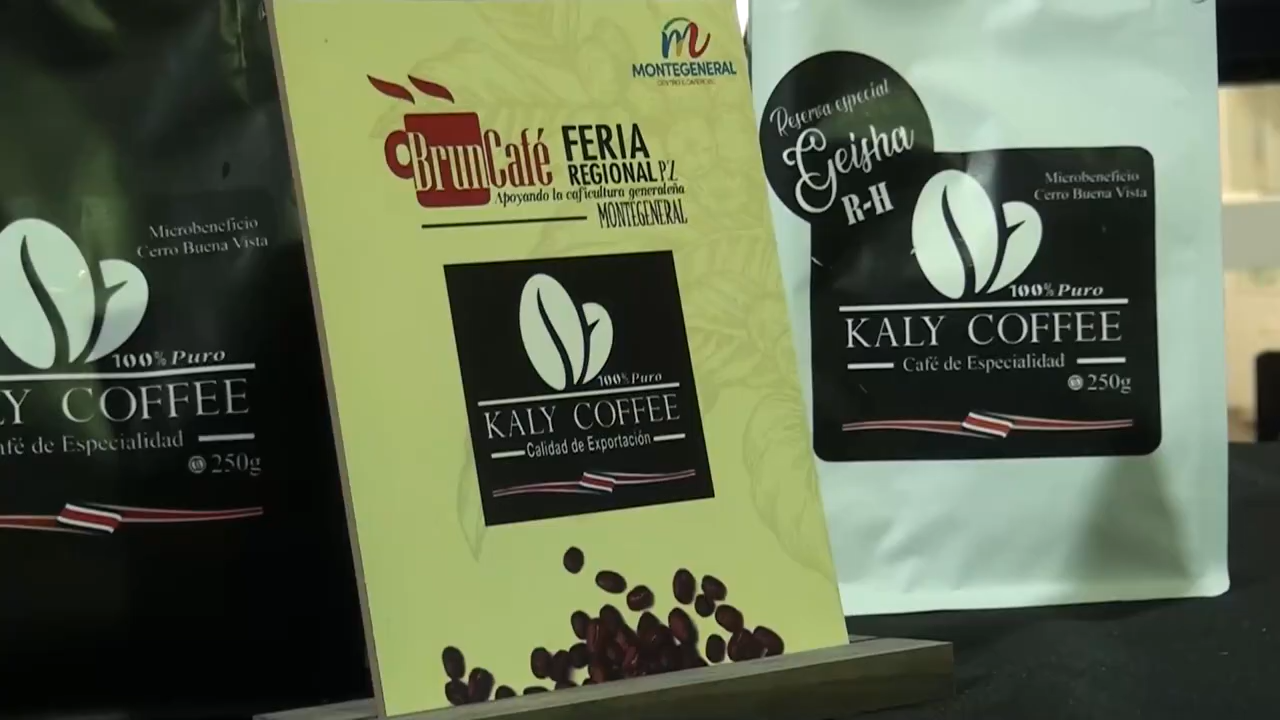 Microbeneficio
Cerro Buena Vista
100% Puro
LY COFFEE
afé de Especialidad
250g
MONTEGENERAL
BrunCafé FERIA
REGIONAL P'Z
Apoyando la caficultura generaleña
MONTEGENERAL
100% Puro
KALY COFFEE
Calidad de Exportación
Reserva especial
Geisha
R-H
Microbeneficio
Cerro Buena Vista
100% Puro
KALY COFFEE
Café de Especialidad
250g